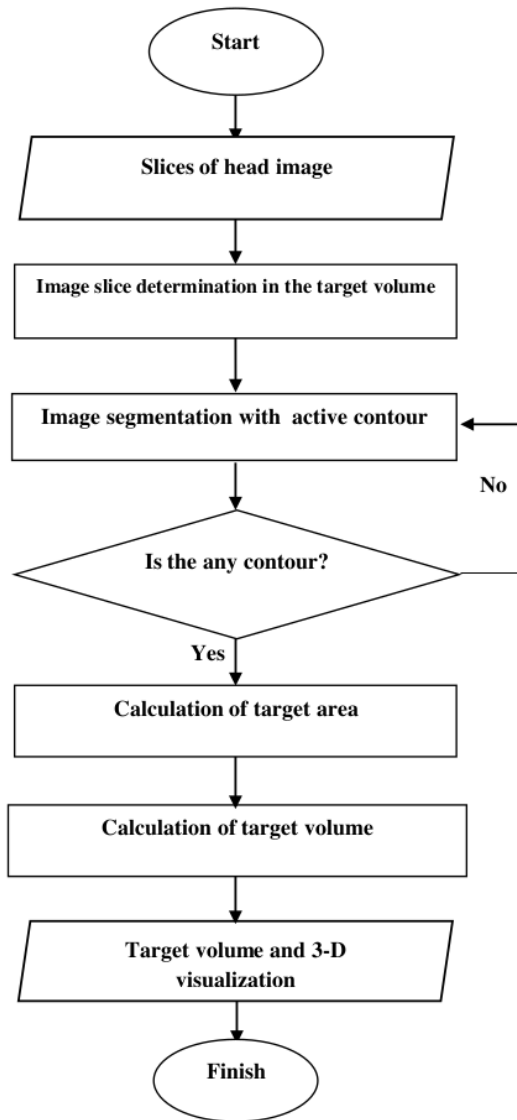 Start
Slices of head image
Image slice determination in the target volume
Image segmentation with active contour
No
Is the any contour?
Yes
Calculation of target area
Calculation of target volume
Target volume and 3-D
visualization
Finish